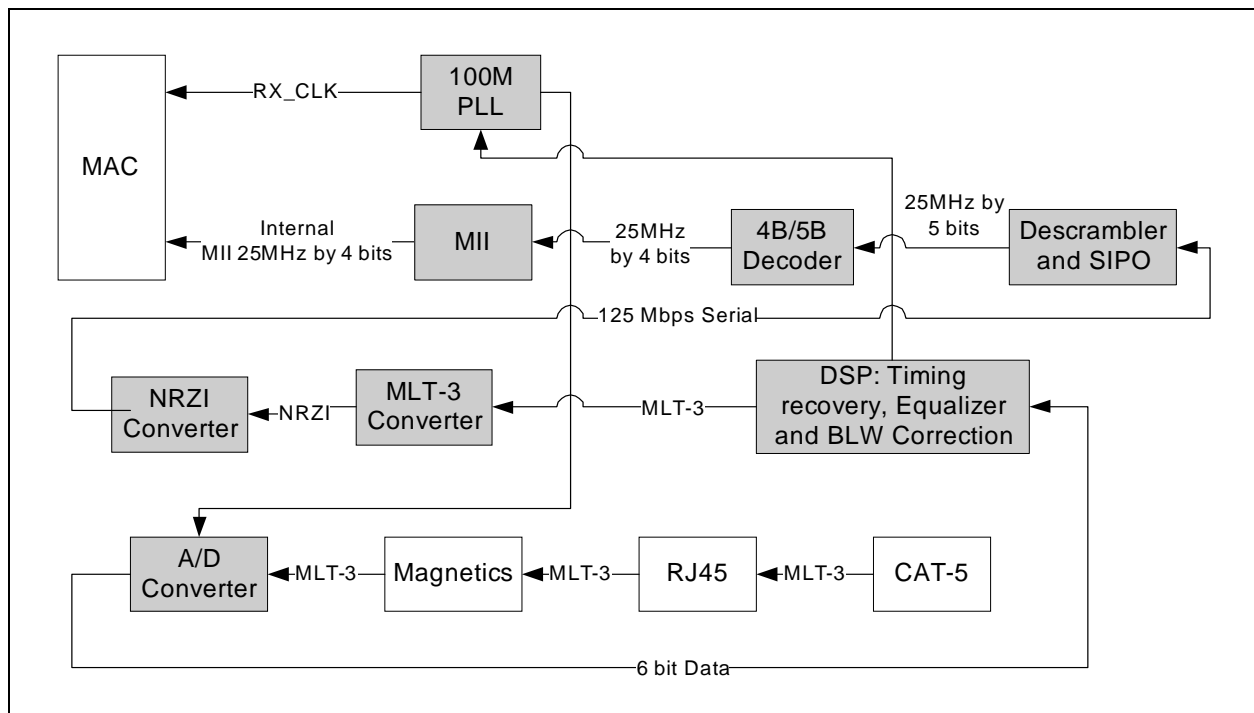 100M
PLL
RX_CLK
MAC
Internal
MII 25MHz by 4 bits
MII
25MHz
by 4 bits
4B/5B
Decoder
25MHz by
5 bits
Descrambler
and SIPO
125 Mbps Serial
NRZI
Converter
NRZI
MLT-3
Converter
MLT-3
DSP: Timing
recovery, Equalizer
and BLW Correction
A/D
Converter
MLT-3
Magnetics
MLT-3
RJ45
MLT-3
CAT-5
6 bit Data